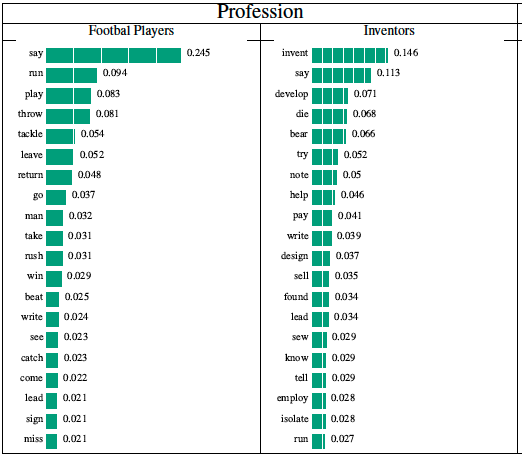 Profession
Footbal Players
say 0.245
run 0.094
play 0.083
throw 0.081
tackle 0.054
leave 0.052
return 0.048
go 0.037
man 0.032
take 0.031
rush 0.031
win 0.029
beat 0.025
write 0.024
see 0.023
catch 0.023
come 0.022
lead 0.021
sign 0.021
miss 0.021
Inventors
invent 0.146
say 0.113
develop 0.071
die 0.068
bear 0.066
try 0.052
note 0.05
help 0.046
pay 0.041
write 0.039
design 0.037
sell 0.035
found 0.034
lead 0.034
sew 0.029
know 0.029
tell 0.029
employ 0.028
isolate 0.028
run 0.027